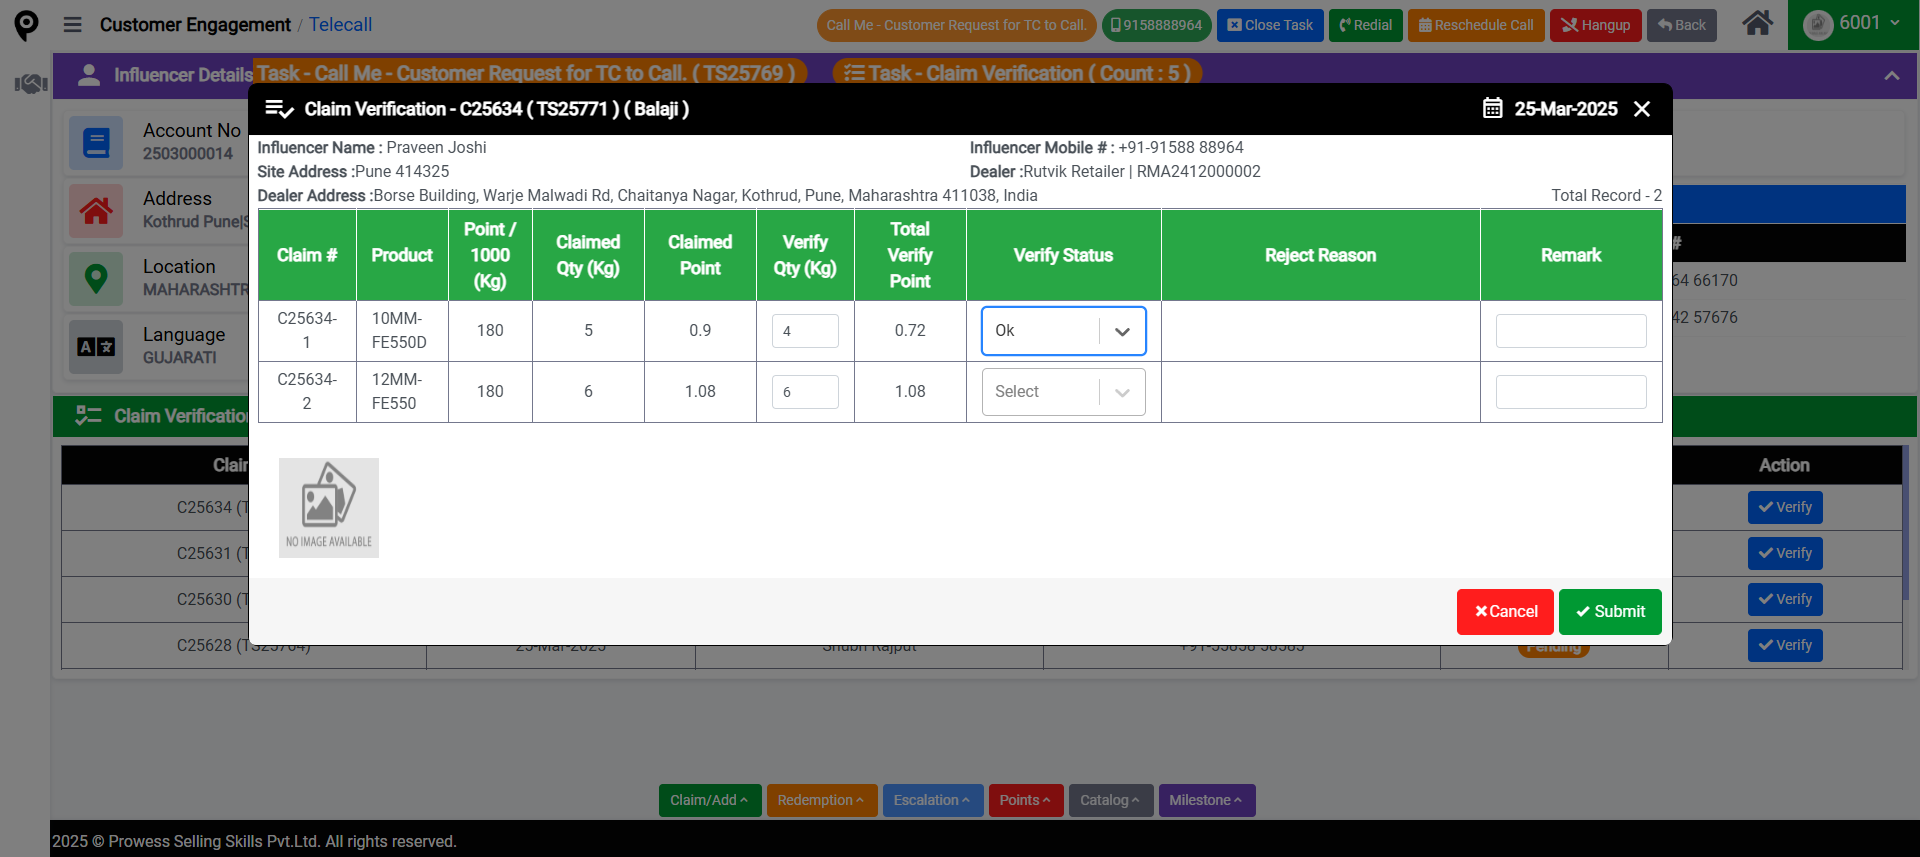 Customer Engagement / Telecall
Call Me - Customer Request for TC to Call.
9158888964
Close Task
Redial
Reschedule Call
Hangup
Back
6001
Influencer Details
Task - Call Me - Customer Request for TC to Call. ( TS25769 )
Task - Claim Verification ( Count : 5 )
Claim Verification - C25634 ( TS25771 ) ( Balaji )
25-Mar-2025
Account No
2503000014
Address
Kothrud Pune|S
Location
MAHARASHTR
Language
GUJARATI
Influencer Name : Praveen Joshi
Influencer Mobile # : +91-91588 88964
Site Address :Pune 414325
Dealer :Rutvik Retailer | RMA2412000002
Dealer Address :Borse Building, Warje Malwadi Rd, Chaitanya Nagar, Kothrud, Pune, Maharashtra 411038, India
Total Record - 2
Claim #
Product
Point / 1000 (Kg)
Claimed Qty (Kg)
Claimed Point
Verify Qty (Kg)
Total Verify Point
Verify Status
Reject Reason
Remark
C25634-1
10MM-FE550D
180
5
0.9
4
0.72
Ok
C25634-2
12MM-FE550
180
6
1.08
6
1.08
Select
NO IMAGE AVAILABLE
Cancel
Submit
#
64 66170
42 57676
Claim Verificatio
Clai
Action
C25634 (T
Verify
C25631 (T
Verify
C25630 (T
Verify
C25628 (TS25764)
25-Mar-2025
Shubh Rajput
Pending
Verify
Claim/Add
Redemption
Escalation
Points
Catalog
Milestone
2025 © Prowess Selling Skills Pvt.Ltd. All rights reserved.